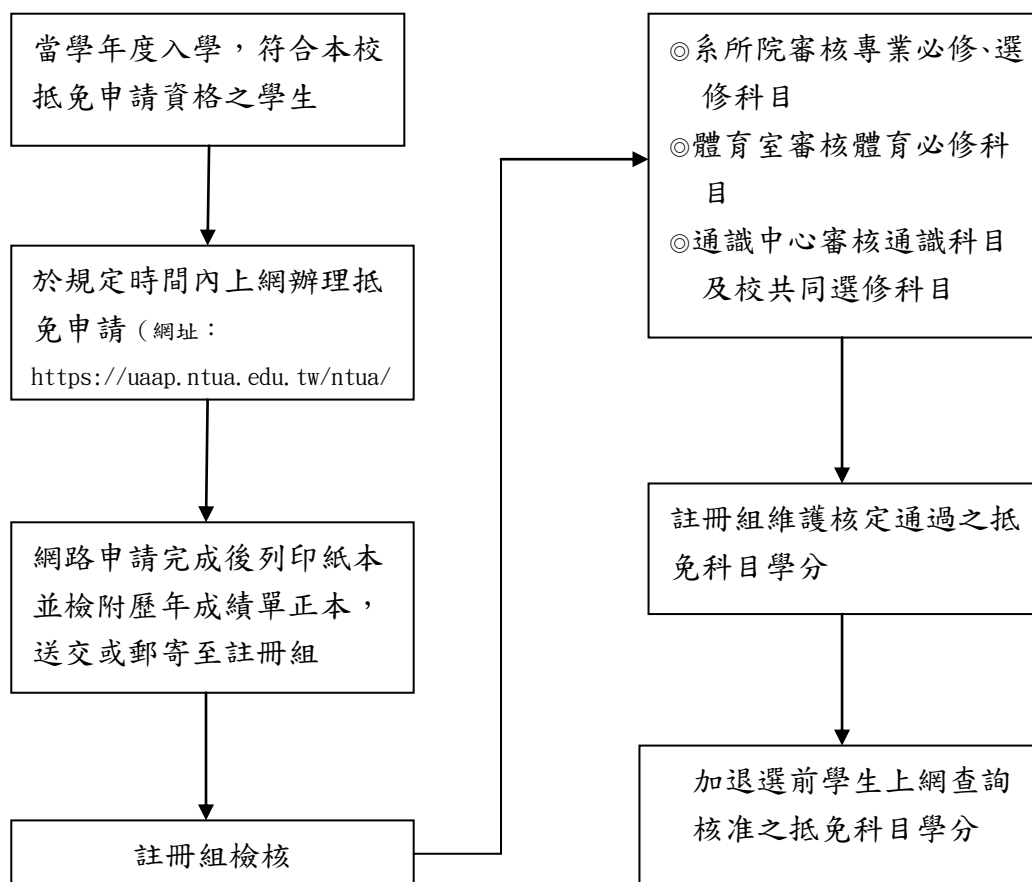 當學年度入學，符合本校
抵免申請資格之學生
於規定時間內上網辦理抵
免申請（網址：
https://uaap.ntua.edu.tw/ntua/
網路申請完成後列印紙本
並檢附歷年成績單正本，
送交或郵寄至註冊組
註冊組檢核
◎系所院審核專業必修、選
修科目
◎體育室審核體育必修科
目
◎通識中心審核通識科目
及校共同選修科目
註冊組維護核定通過之抵
免科目學分
加退選前學生上網查詢
核准之抵免科目學分